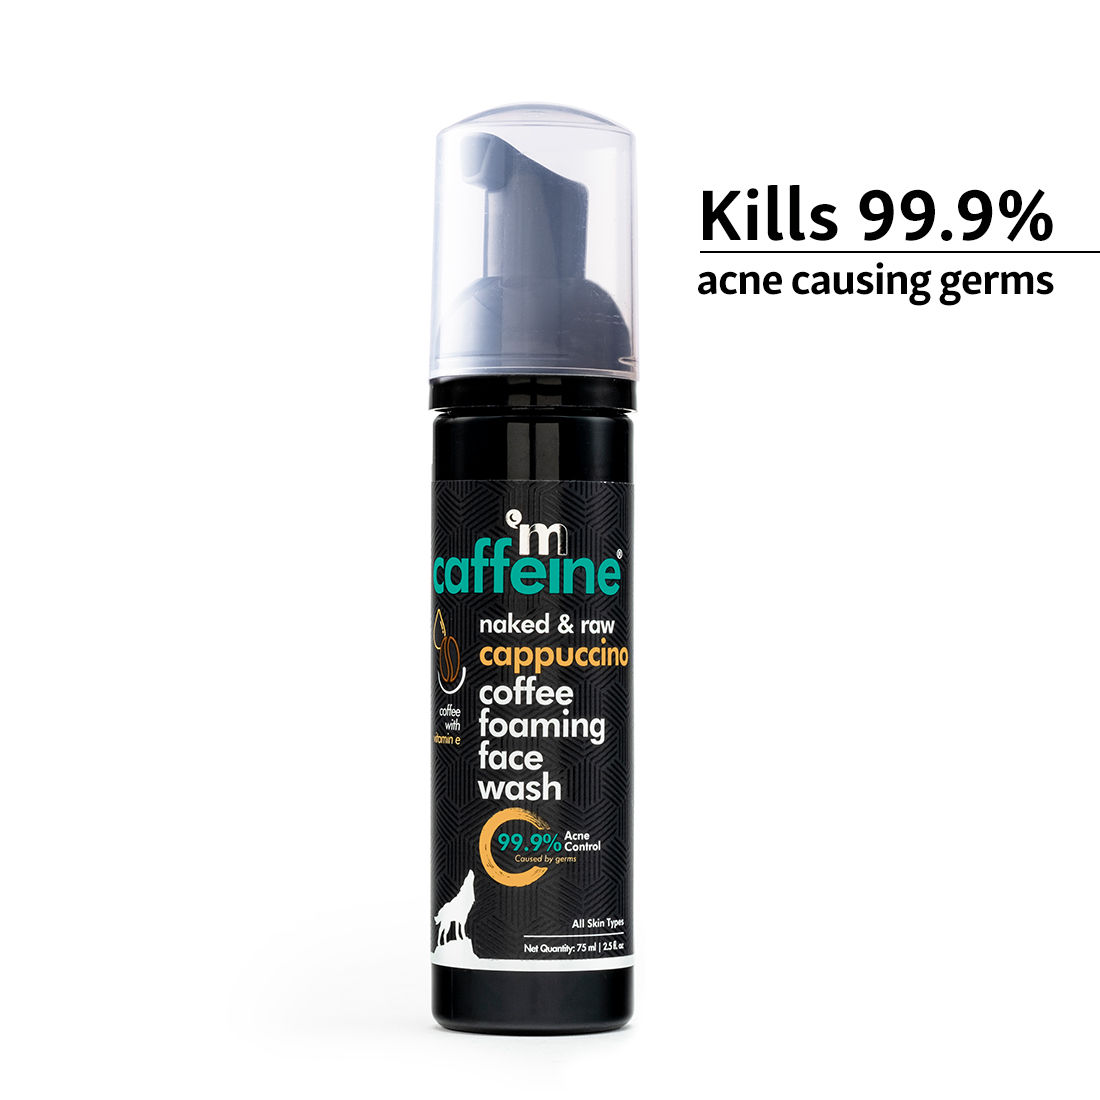 Kills 99.9%
acne causing germs
'm
caffeine®
naked & raw
cappuccino
coffee
foaming
face
wash
coffee
with
vitamin e
99.9% Acne
Control
Caused by germs
All Skin Types
Net Quantity: 75 ml | 2.5 fl. oz